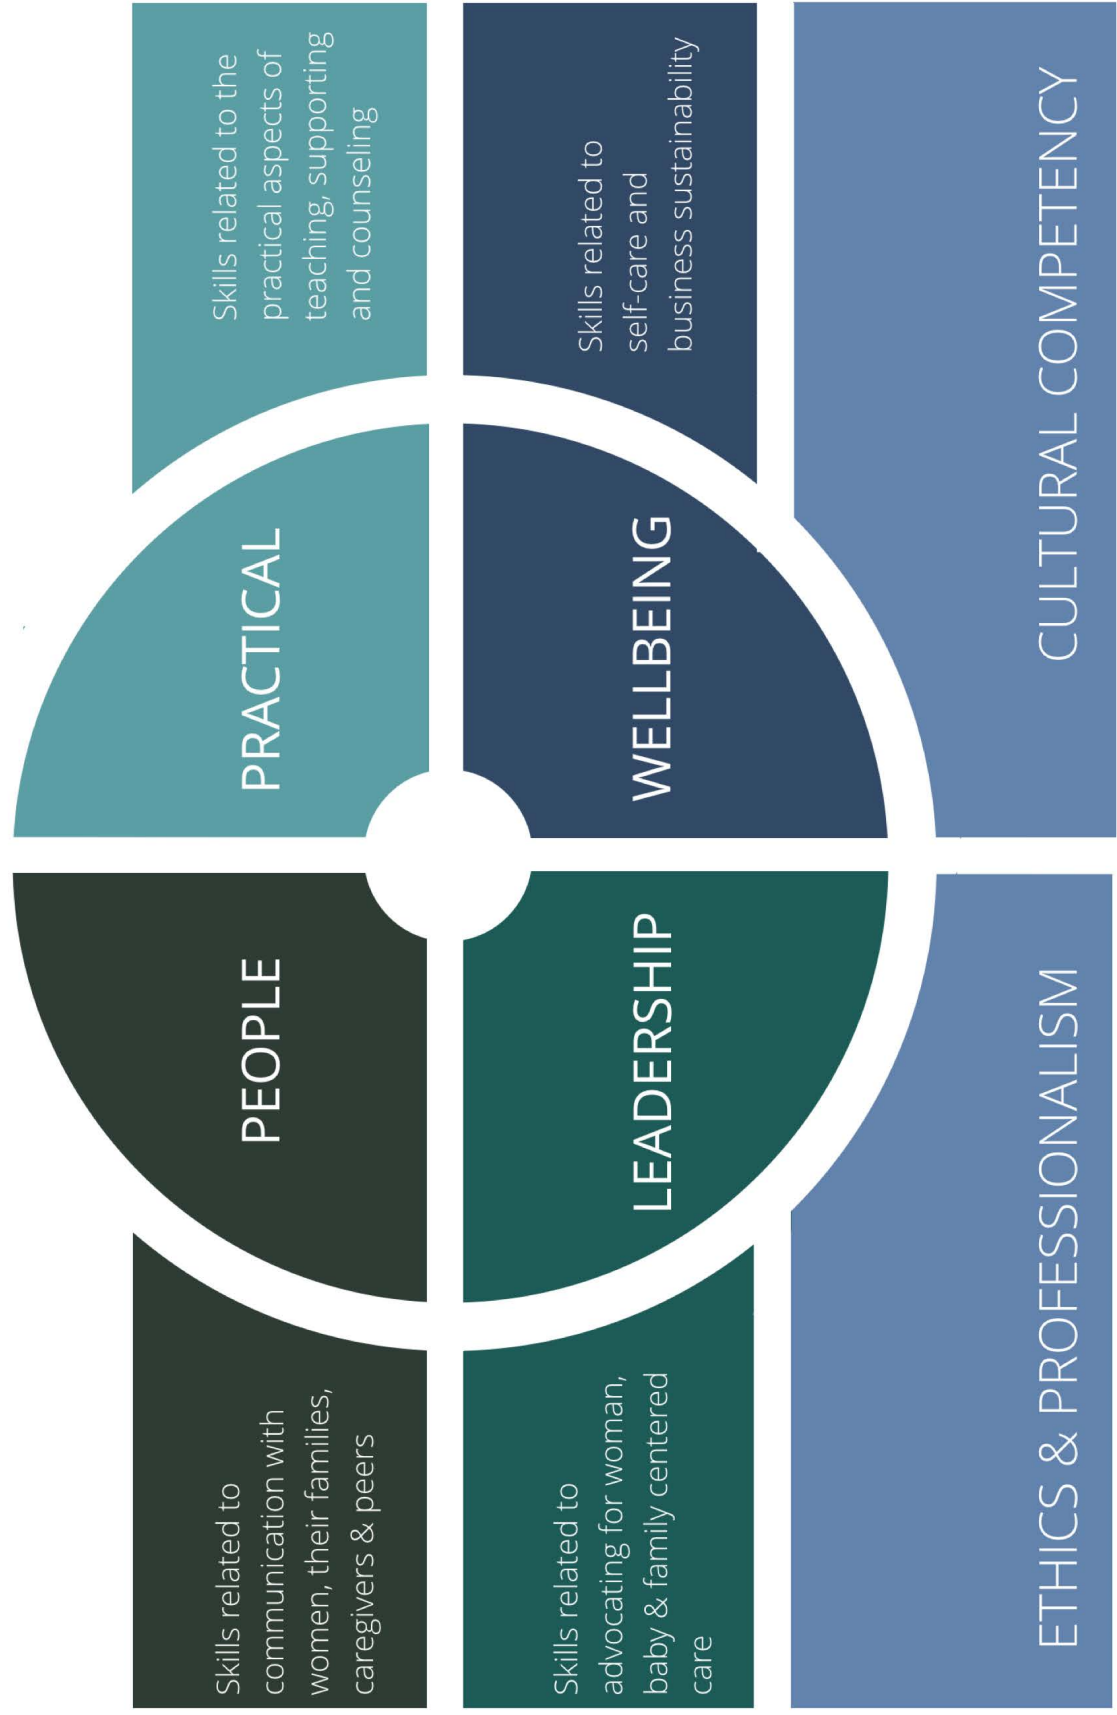 Skills related to
communication with
women, their families,
caregivers & peers
PEOPLE
PRACTICAL
Skills related to the
practical aspects of
teaching, supporting
and counseling
Skills related to
advocating for woman,
baby & family centered
care
LEADERSHIP
WELLBEING
Skills related to
self-care and
business sustainability
ETHICS & PROFESSIONALISM
CULTURAL COMPETENCY